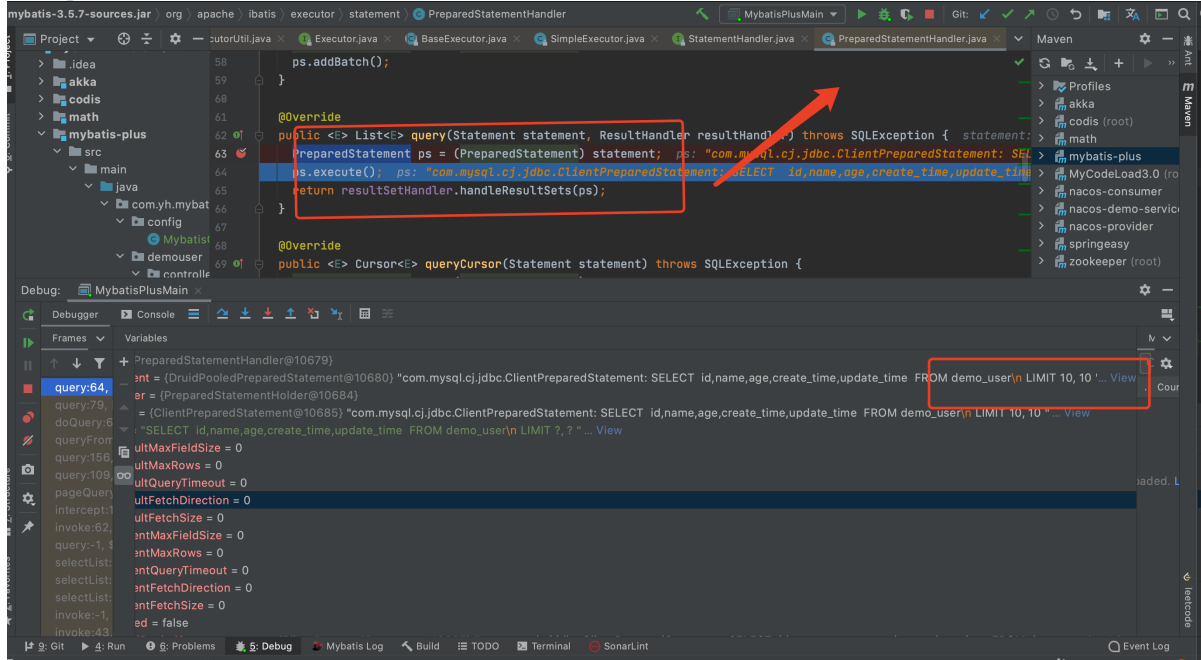 mybatis-3.5.7-sources.jar › org › apache › ibatis › executor › statement › PreparedStatementHandler
MybatisPlusMain
Git:
Project
cutorUtil.java
Executor.java
BaseExecutor.java
SimpleExecutor.java
StatementHandler.java
PreparedStatementHandler.java
Maven
Ant
Maven
.idea
akka
codis
math
mybatis-plus
src
main
java
com.yh.mybat
config
Mybatis
demouser
controlle
58 ps.addBatch();
59 }
60
61 @Override
62 public <E> List<E> query(Statement statement, ResultHandler resultHandler) throws SQLException { statement:
63 PreparedStatement ps = (PreparedStatement) statement; ps: "com.mysql.cj.jdbc.ClientPreparedStatement: SEL
64 ps.execute(); ps: "com.mysql.cj.jdbc.ClientPreparedStatement: SELECT id,name,age,create_time,update_time
65 return resultSetHandler.handleResultSets(ps);
66 }
67
68 @Override
69 public <E> Cursor<E> queryCursor(Statement statement) throws SQLException {
Profiles
akka
codis (root)
math
mybatis-plus
MyCodeLoad3.0 (ro
nacos-consumer
nacos-demo-servic
nacos-provider
springeasy
zookeeper (root)
Debug: MybatisPlusMain
Debugger
Console
Frames
Variables
query:64,
query:79,
doQuery:6
queryFrom
query:156,
query:109,
pageQuery
intercept:1
invoke:62,
query:-1, $
selectList:
selectList:
selectList:
invoke:-1,
invoke:43,
PreparedStatementHandler@10679}
ent = {DruidPooledPreparedStatement@10680} "com.mysql.cj.jdbc.ClientPreparedStatement: SELECT id,name,age,create_time,update_time FROM demo_user\n LIMIT 10, 10 "... View
er = {PreparedStatementHolder@10684}
= {ClientPreparedStatement@10685} "com.mysql.cj.jdbc.ClientPreparedStatement: SELECT id,name,age,create_time,update_time FROM demo_user\n LIMIT 10, 10 " ... View
"SELECT id,name,age,create_time,update_time FROM demo_user\n LIMIT ?, ? " ... View
ultMaxFieldSize = 0
ultMaxRows = 0
ultQueryTimeout = 0
ultFetchDirection = 0
ultFetchSize = 0
entMaxFieldSize = 0
entMaxRows = 0
entQueryTimeout = 0
entFetchDirection = 0
entFetchSize = 0
ed = false
Cour
oaded. L
leetcode
9: Git
4: Run
6: Problems
5: Debug
Mybatis Log
Build
TODO
Terminal
SonarLint
Event Log